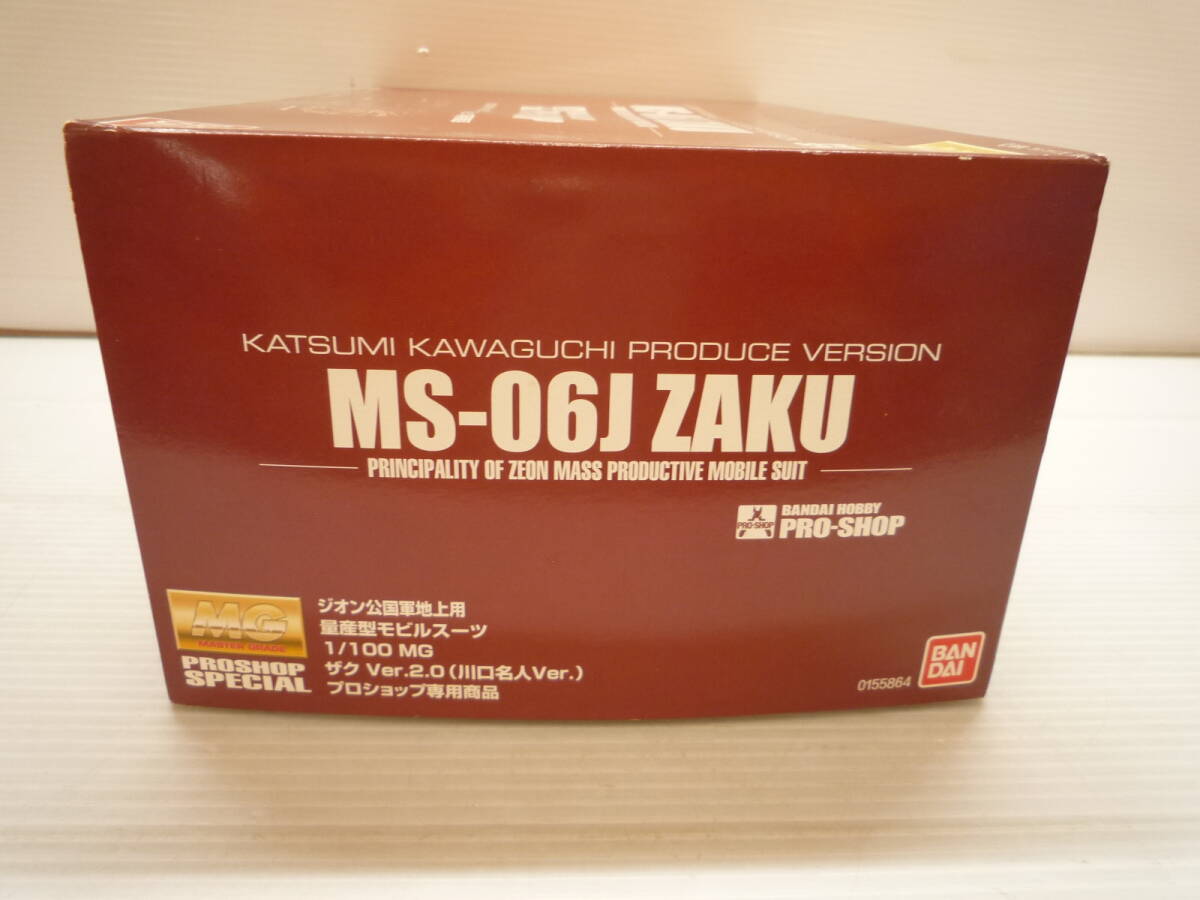 KATSUMI KAWAGUCHI PRODUCE VERSION
MS-06J ZAKU
PRINCIPALITY OF ZEON MASS PRODUCTIVE MOBILE SUIT
PRO-SHOP
BANDAI HOBBY
PRO-SHOP
MG
MASTER GRADE
PROSHOP
SPECIAL
ジオン公国軍地上用
量産型モビルスーツ
1/100 MG
ザク Ver.2.0(川口名人Ver.)
プロショップ専用商品
0155864
BAN
DAI